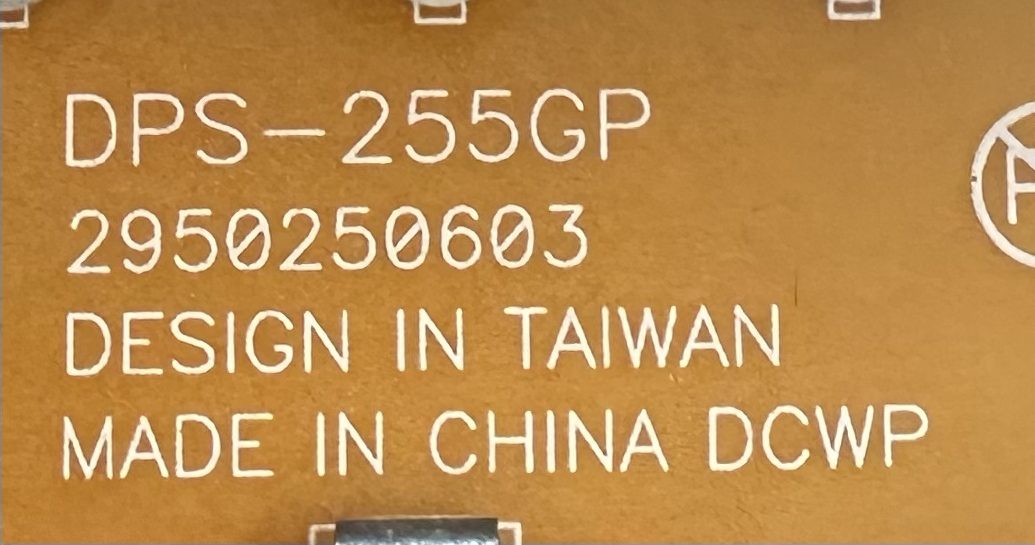 DPS-255GP
2950250603
DESIGN IN TAIWAN
MADE IN CHINA DCWP